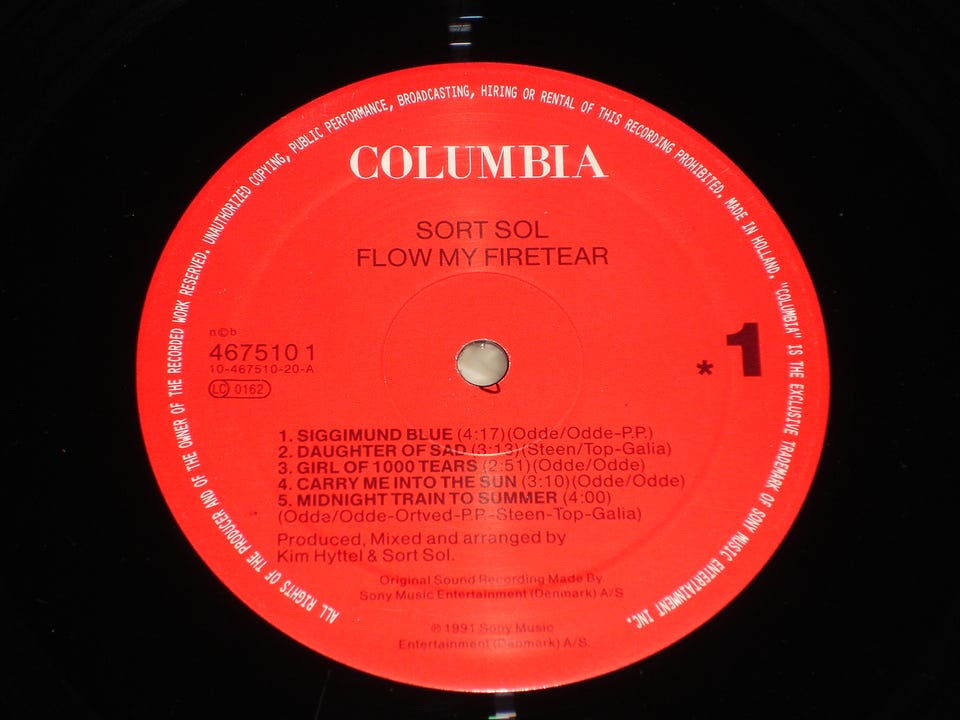 ALL RIGHTS OF THE PRODUCER AND OF THE OWNER OF THE RECORDED WORK RESERVED. UNAUTHORIZED COPYING, PUBLIC PERFORMANCE, BROADCASTING, HIRING OR RENTAL OF THIS RECORDING PROHIBITED. MADE IN HOLLAND. "COLUMBIA" IS THE EXCLUSIVE TRADEMARK OF SONY MUSIC ENTERTAINMENT INC.
COLUMBIA
SORT SOL
FLOW MY FIRETEAR
n©b
467510 1
10-467510-20-A
LC 0162
* 1
1. SIGGIMUND BLUE (4:17)(Odde/Odde-P.P.)
2. DAUGHTER OF SAD (3:13)(Steen/Top-Galia)
3. GIRL OF 1000 TEARS (2:51)(Odde/Odde)
4. CARRY ME INTO THE SUN (3:10)(Odde/Odde)
5. MIDNIGHT TRAIN TO SUMMER (4:00)
(Odde/Odde-Ortved-P.P.-Steen-Top-Galia)
Produced, Mixed and arranged by
Kim Hyttel & Sort Sol.
Original Sound Recording Made By
Sony Music Entertainment (Denmark) A/S
℗ 1991 Sony Music
Entertainment (Denmark) A/S.